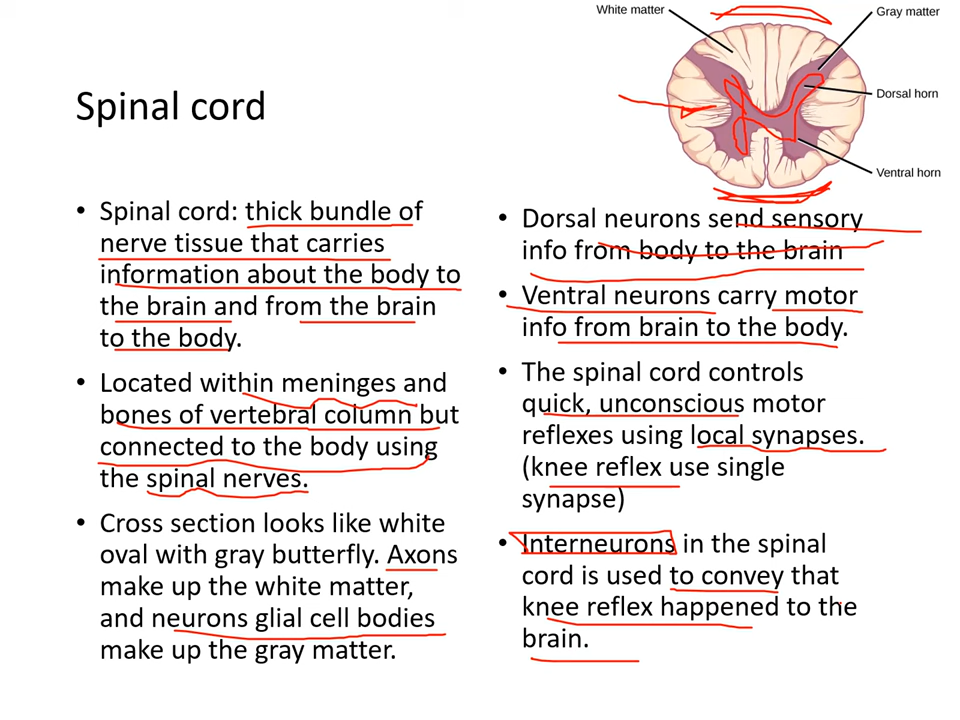 White matter
Gray matter
Dorsal horn
Ventral horn
Spinal cord
• Spinal cord: thick bundle of
nerve tissue that carries
information about the body to
the brain and from the brain
to the body.
• Located within meninges and
bones of vertebral column but
connected to the body using
the spinal nerves.
• Cross section looks like white
oval with gray butterfly. Axons
make up the white matter,
and neurons glial cell bodies
make up the gray matter.
• Dorsal neurons send sensory
info from body to the brain
• Ventral neurons carry motor
info from brain to the body.
• The spinal cord controls
quick, unconscious motor
reflexes using local synapses.
(knee reflex use single
synapse)
• Interneurons in the spinal
cord is used to convey that
knee reflex happened to the
brain.